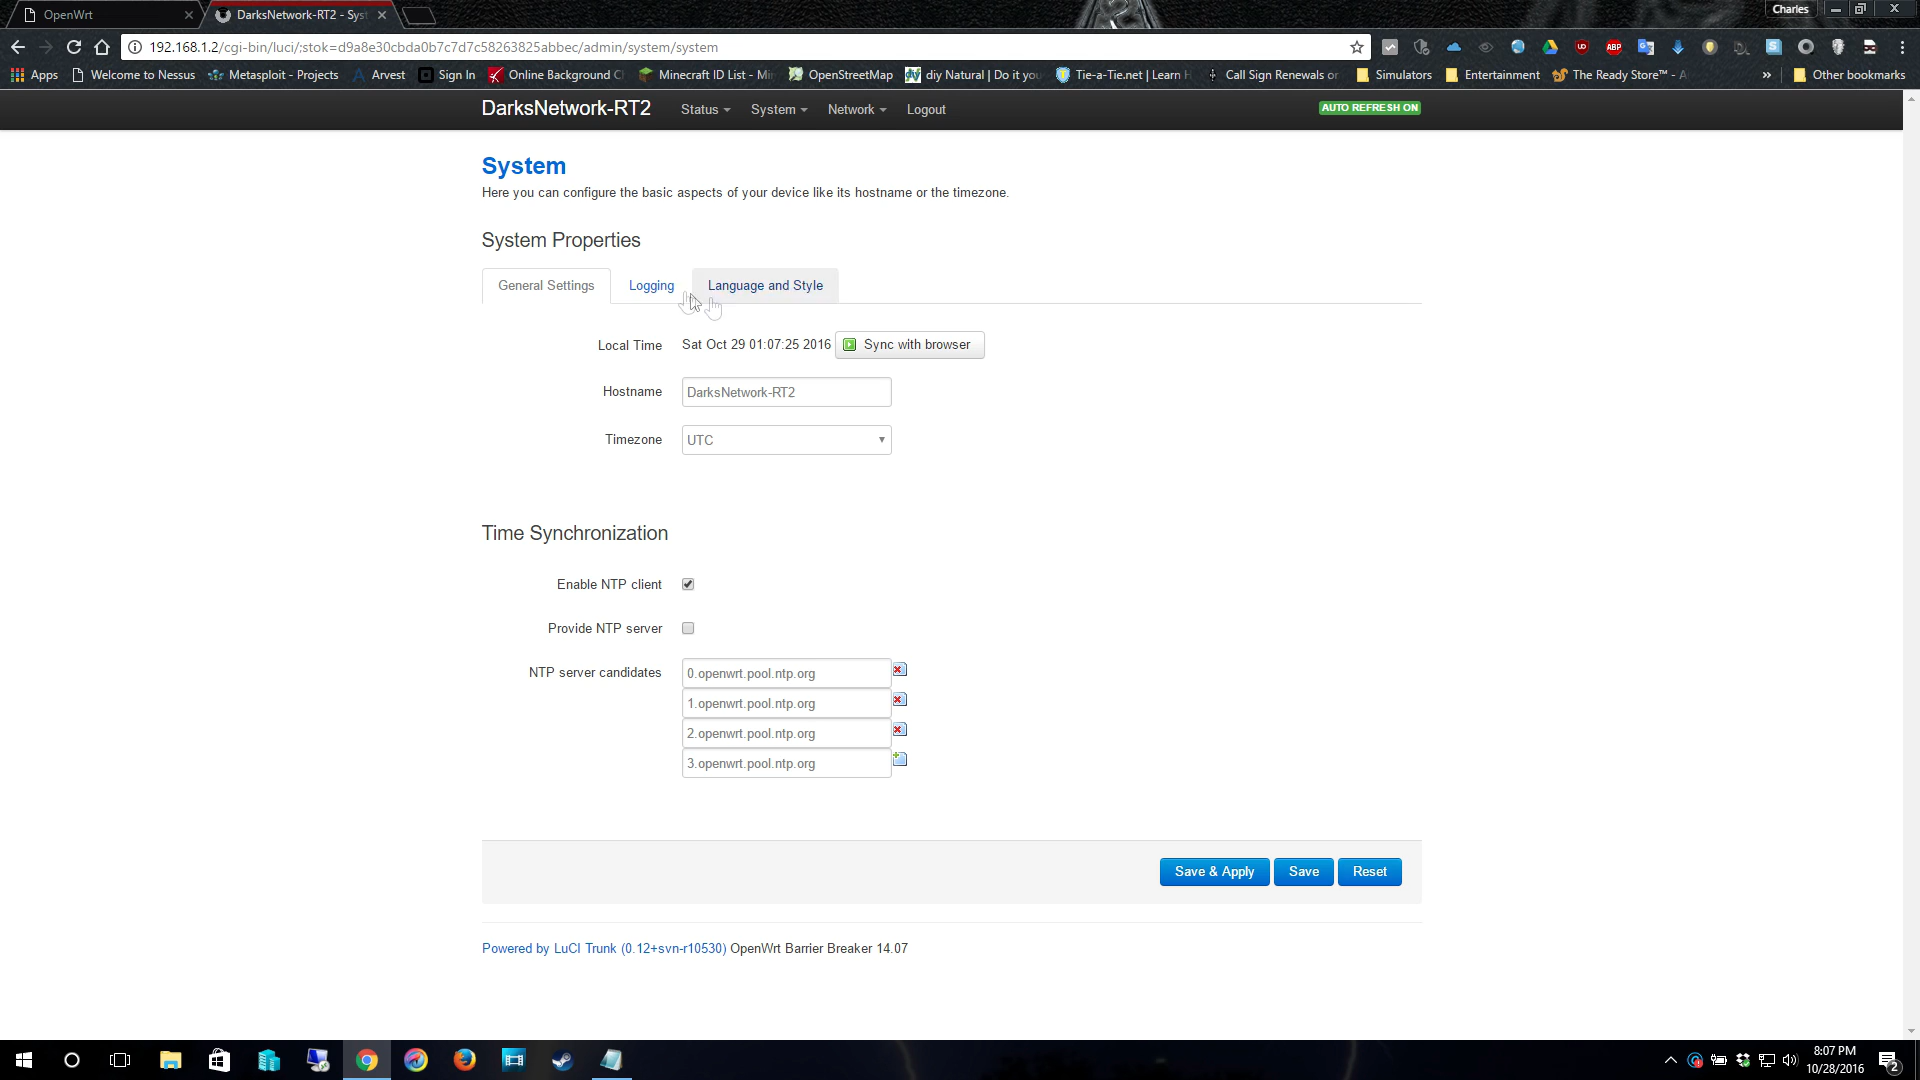 OpenWrt
DarksNetwork-RT2 - Sys
Charles
192.168.1.2/cgi-bin/luci/;stok=d9a8e30cbda0b7c7d7c58263825abbec/admin/system/system
Apps
Welcome to Nessus
Metasploit - Projects
Arvest
Sign In
Online Background C
Minecraft ID List - Mi
OpenStreetMap
diy Natural | Do it you
Tie-a-Tie.net | Learn H
Call Sign Renewals or
Simulators
Entertainment
The Ready Store™ - A
»
Other bookmarks
DarksNetwork-RT2
Status
System
Network
Logout
AUTO REFRESH ON
System
Here you can configure the basic aspects of your device like its hostname or the timezone.
System Properties
General Settings
Logging
Language and Style
Local Time
Sat Oct 29 01:07:25 2016
Sync with browser
Hostname
DarksNetwork-RT2
Timezone
UTC
Time Synchronization
Enable NTP client
Provide NTP server
NTP server candidates
0.openwrt.pool.ntp.org
1.openwrt.pool.ntp.org
2.openwrt.pool.ntp.org
3.openwrt.pool.ntp.org
Save & Apply
Save
Reset
Powered by LuCI Trunk (0.12+svn-r10530) OpenWrt Barrier Breaker 14.07
8:07 PM
10/28/2016
2